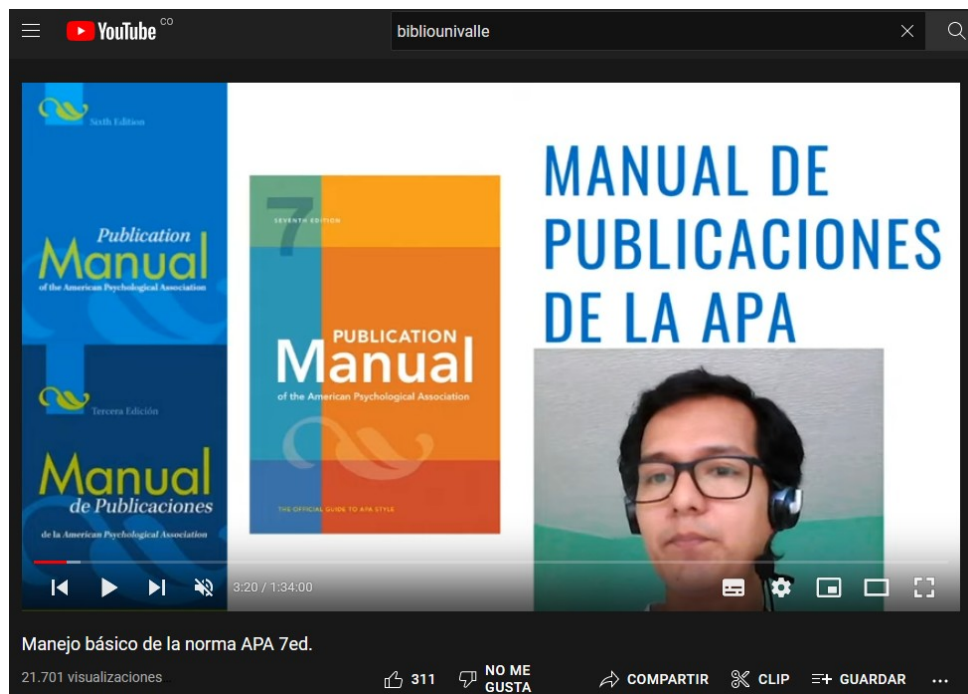 YouTube CO
bibliounivalle
Sixth Edition
Publication
Manual
of the American Psychological Association
Tercera Edición
Manual
de Publicaciones
de la American Psychological Association
7
SEVENTH EDITION
PUBLICATION
Manual
of the American Psychological Association
THE OFFICIAL GUIDE TO APA STYLE
MANUAL DE
PUBLICACIONES
DE LA APA
3:20 / 1:34:00
Manejo básico de la norma APA 7ed.
21.701 visualizaciones
311
NO ME
GUSTA
COMPARTIR
CLIP
GUARDAR